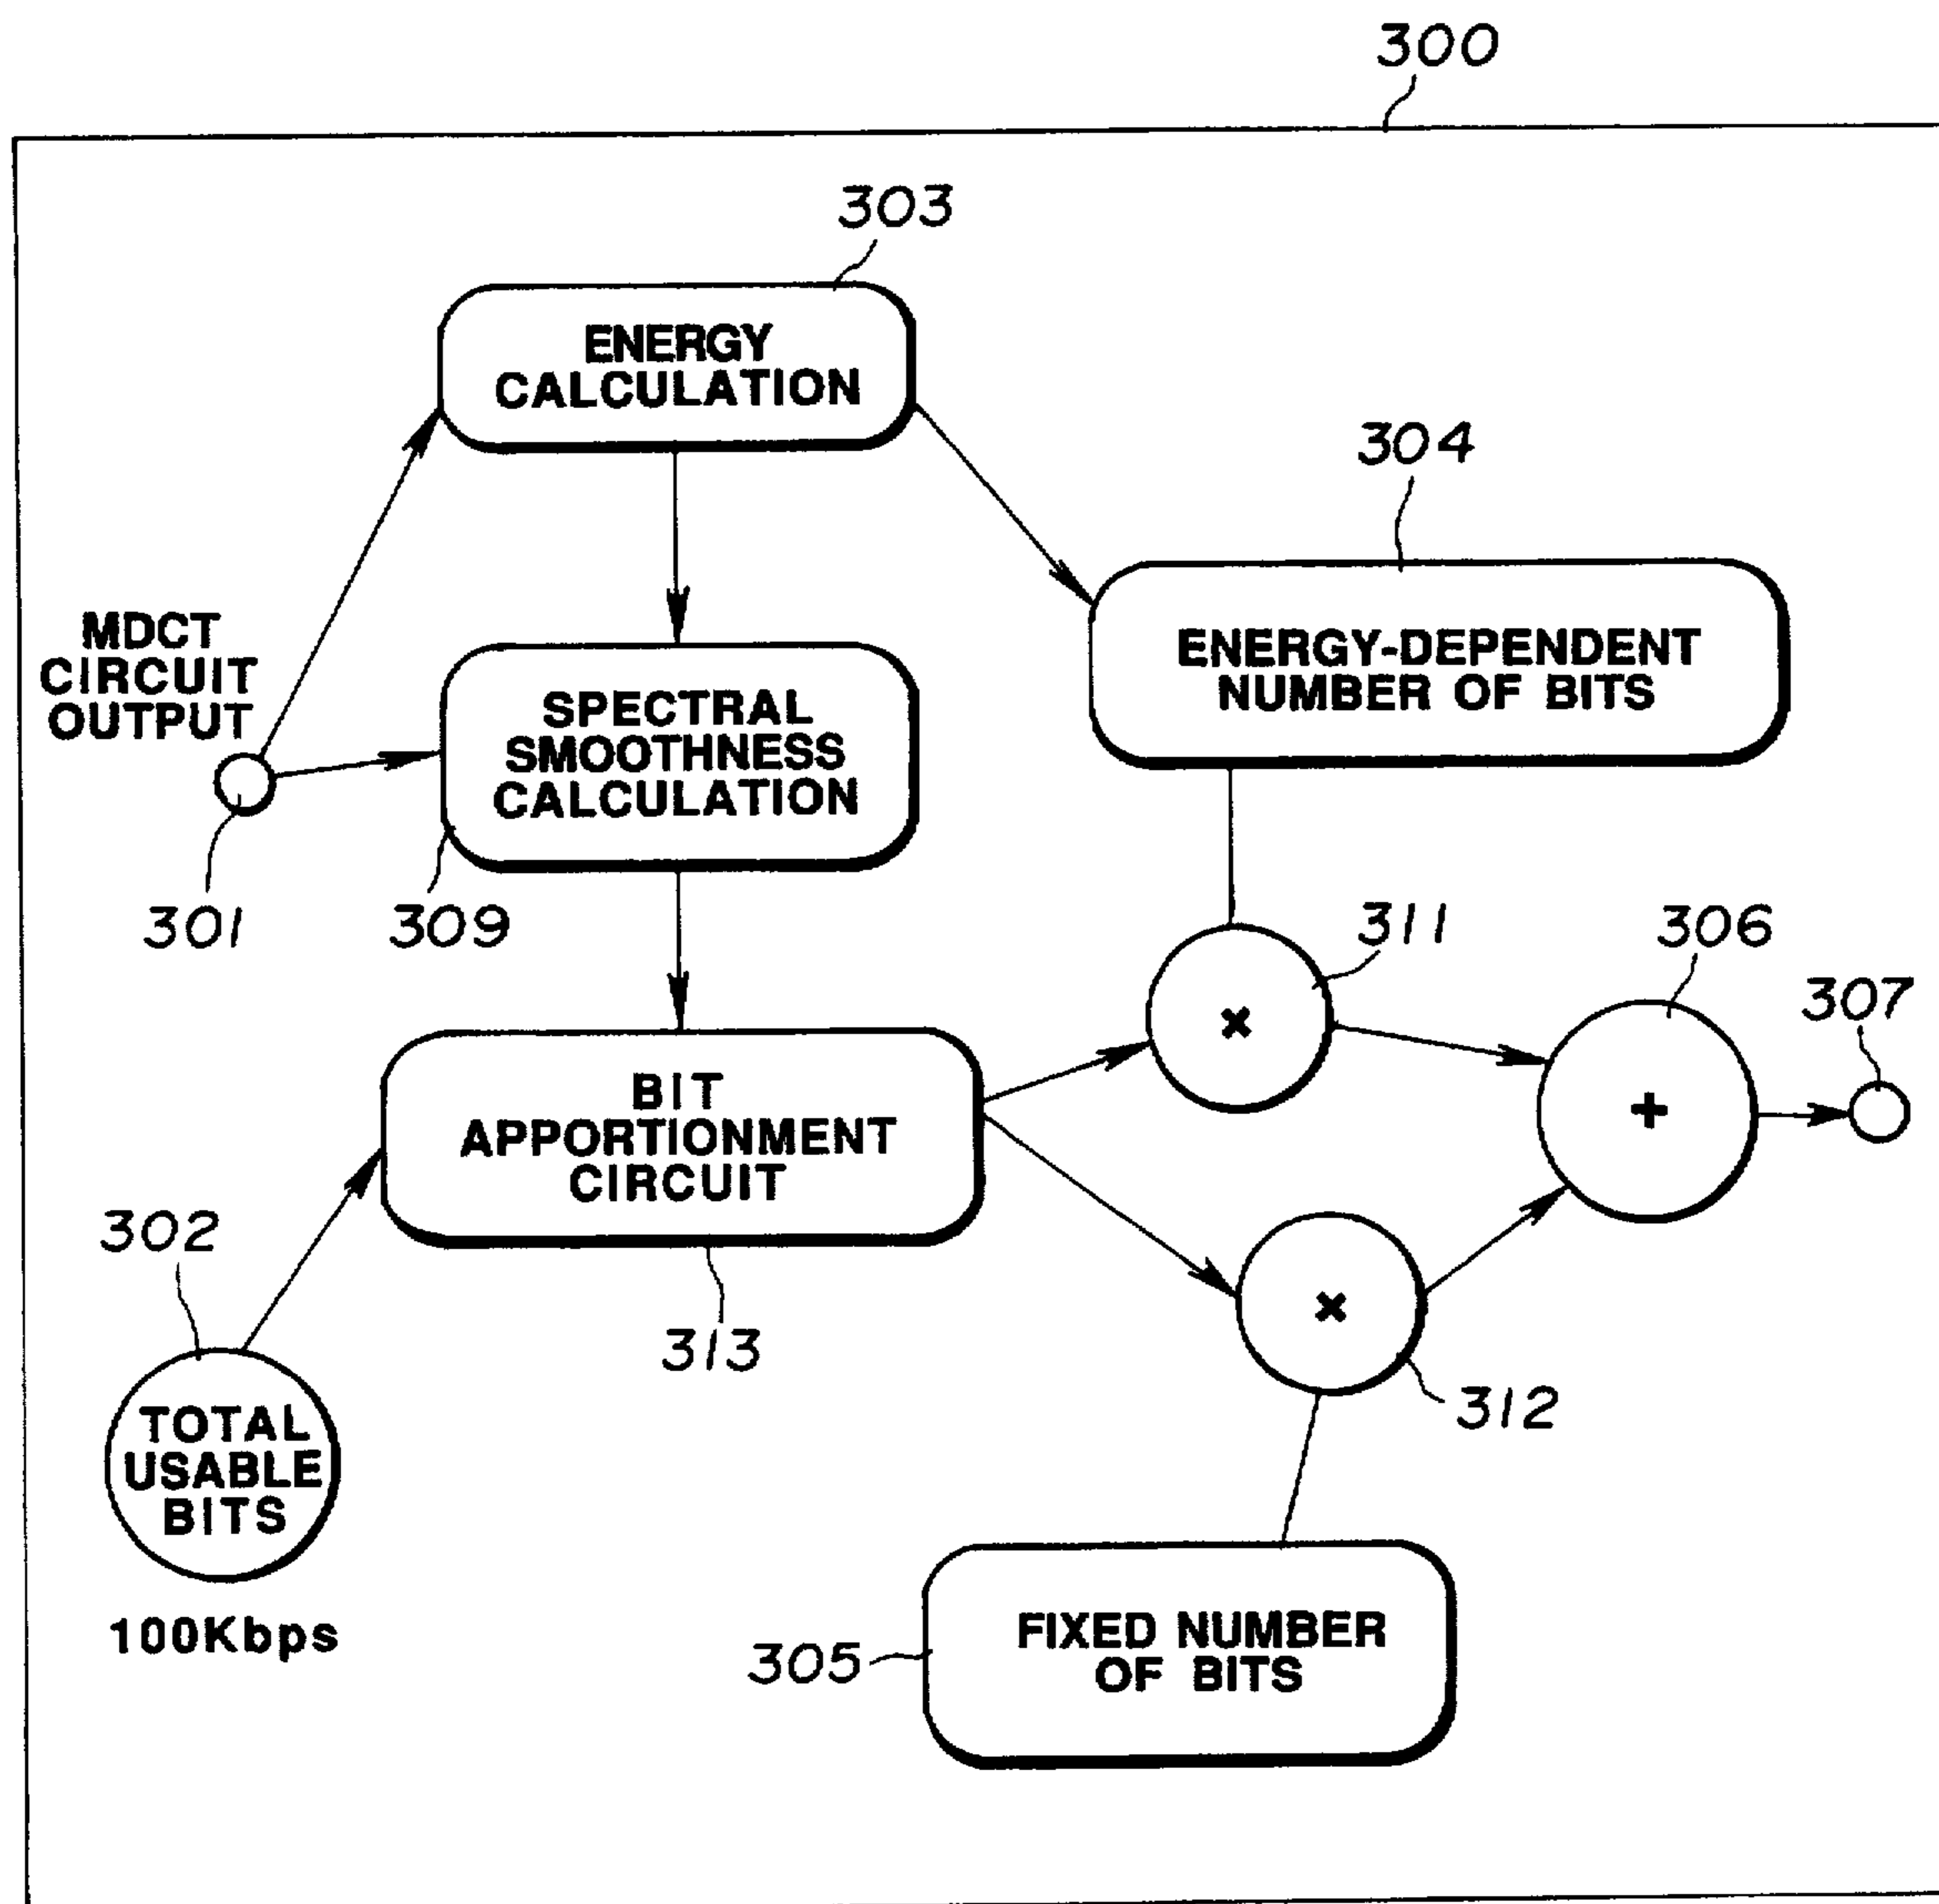 300
303
ENERGY
CALCULATION
304
MDCT
CIRCUIT
OUTPUT
ENERGY-DEPENDENT
NUMBER OF BITS
SPECTRAL
SMOOTHNESS
CALCULATION
301
309
311
306
307
×
+
BIT
APPORTIONMENT
CIRCUIT
302
313
×
312
TOTAL
USABLE
BITS
100Kbps
305
FIXED NUMBER
OF BITS